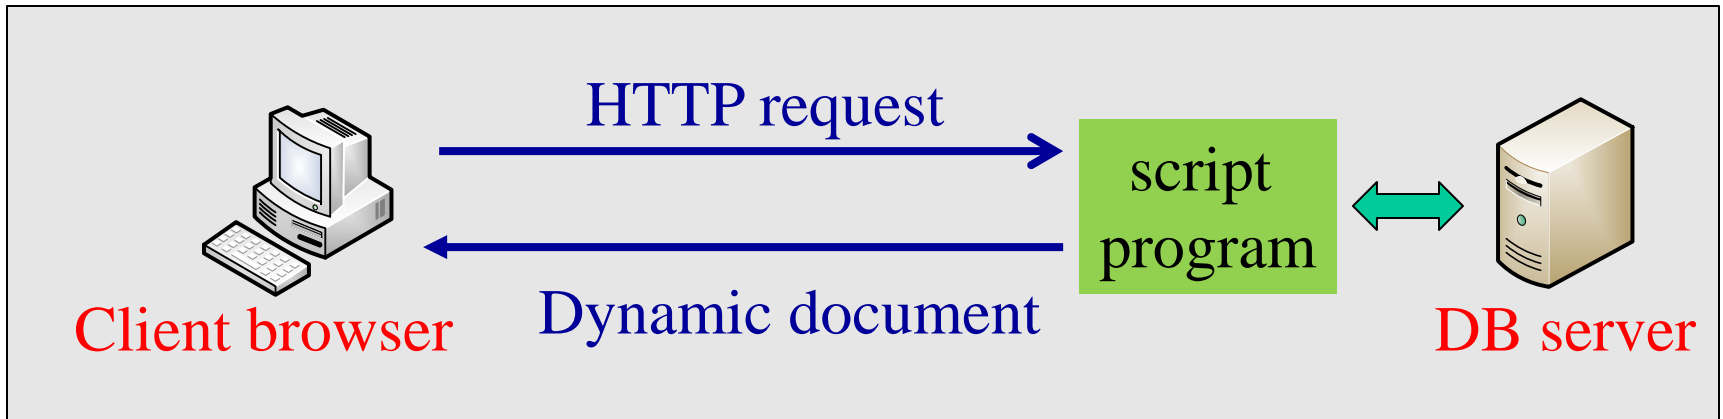 HTTP request
script
program
Dynamic document
Client browser
DB server